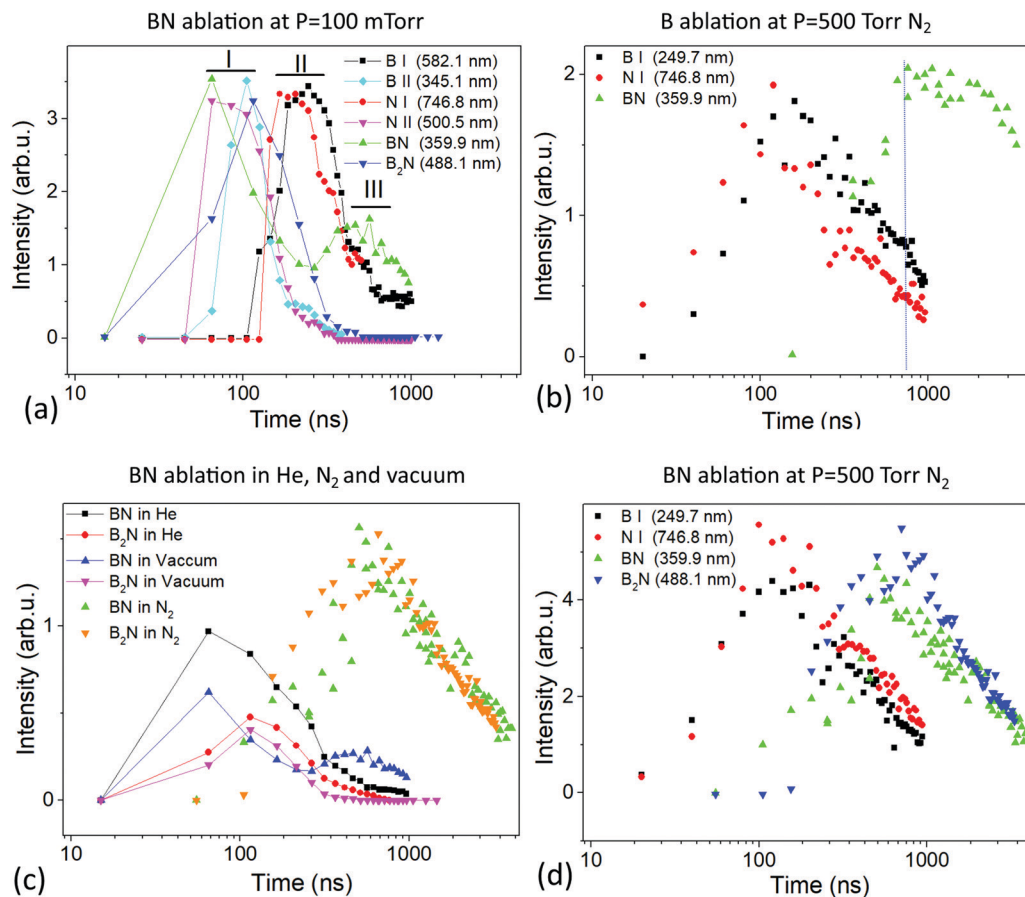 BN ablation at P=100 mTorr
I
II
III
B I (582.1 nm)
B II (345.1 nm)
N I (746.8 nm)
N II (500.5 nm)
BN (359.9 nm)
B₂N (488.1 nm)
3
2
1
0
Intensity (arb.u.)
10
100
1000
Time (ns)
(a)
B ablation at P=500 Torr N₂
B I (249.7 nm)
N I (746.8 nm)
BN (359.9 nm)
2
1
0
Intensity (arb.u.)
10
100
1000
Time (ns)
(b)
BN ablation in He, N₂ and vacuum
BN in He
B₂N in He
BN in Vaccum
B₂N in Vacuum
BN in N₂
B₂N in N₂
1
0
Intensity (arb.u.)
10
100
1000
Time (ns)
(c)
BN ablation at P=500 Torr N₂
B I (249.7 nm)
N I (746.8 nm)
BN (359.9 nm)
B₂N (488.1 nm)
4
2
0
Intensity (arb.u.)
10
100
1000
Time (ns)
(d)